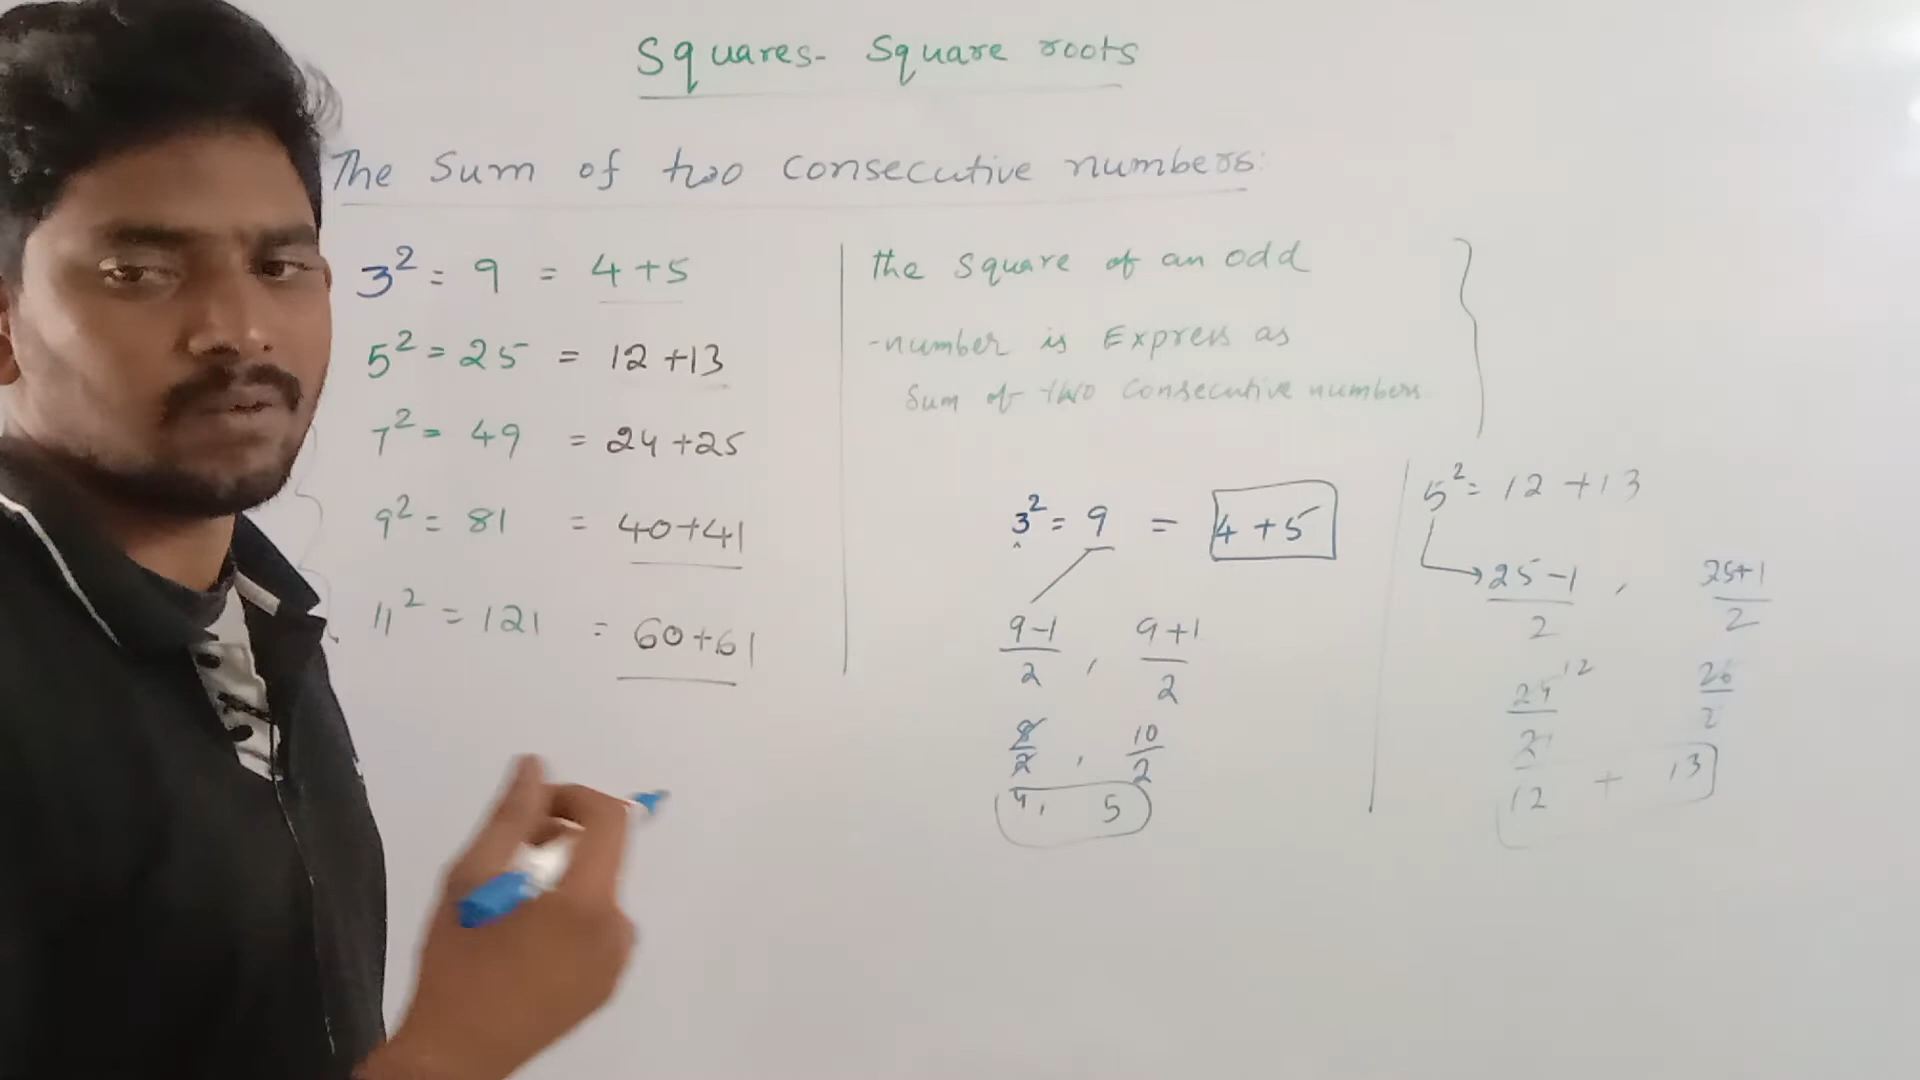 Squares- Square roots
The Sum of two consecutive numbers:
3² = 9 = 4+5
5² = 25 = 12+13
7² = 49 = 24+25
9² = 81 = 40+41
11² = 121 = 60+61
the square of an odd
-number is Express as
Sum of two consecutive numbers
3² = 9 = 4+5
9-1/2 , 9+1/2
8/2 , 10/2
4, 5
5² = 12+13
25-1/2 , 25+1/2
24/2 12 26/2
12 + 13